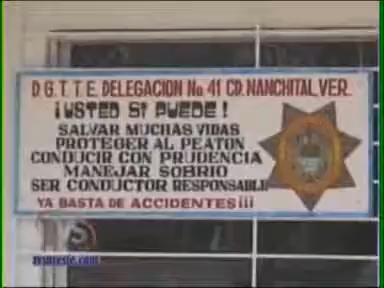 D.G.T.T.E. DELEGACION No 41 CD. NANCHITAL, VER.
¡USTED SI PUEDE!
SALVAR MUCHAS VIDAS
PROTEGER AL PEATON
CONDUCIR CON PRUDENCIA
MANEJAR SOBRIO
SER CONDUCTOR RESPONSABLE
YA BASTA DE ACCIDENTES¡¡¡